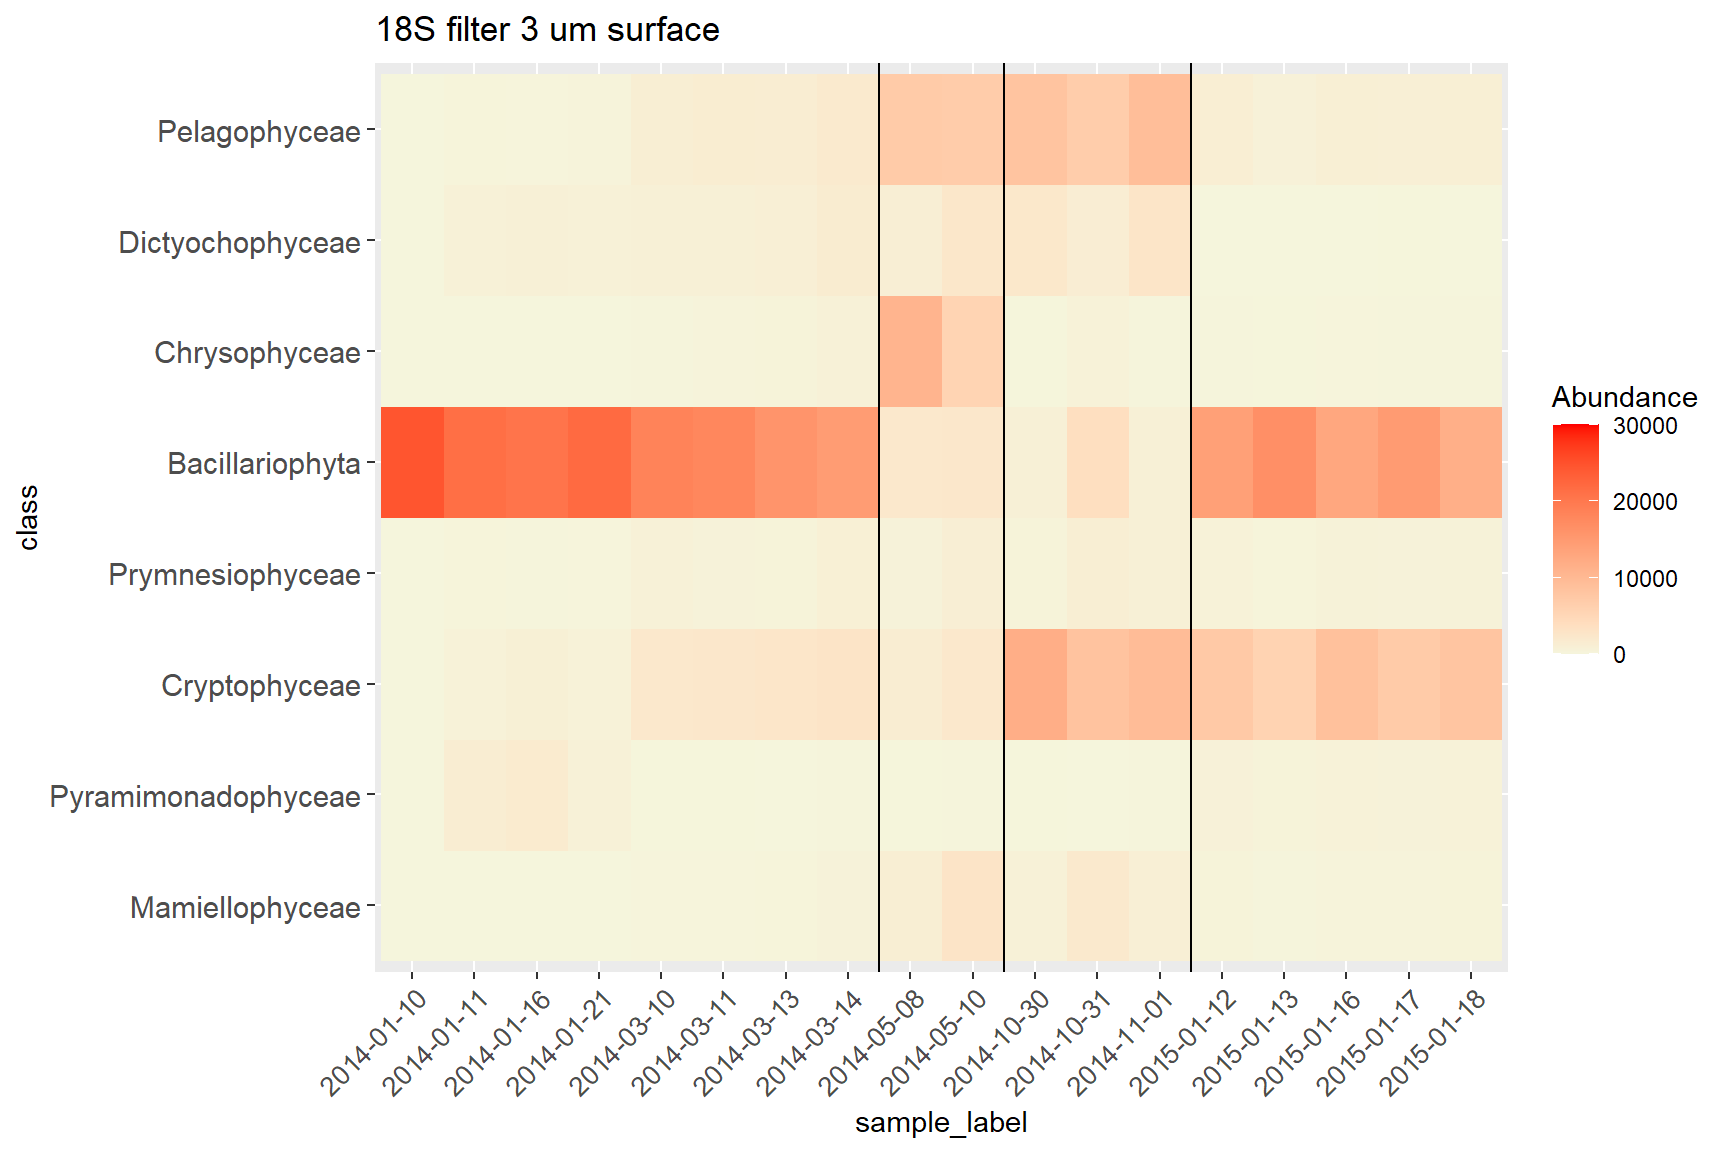 18S filter 3 um surface
class
Pelagophyceae
Dictyochophyceae
Chrysophyceae
Bacillariophyta
Prymnesiophyceae
Cryptophyceae
Pyramimonadophyceae
Mamiellophyceae
2014-01-10
2014-01-11
2014-01-16
2014-01-21
2014-03-10
2014-03-11
2014-03-13
2014-03-14
2014-05-08
2014-05-10
2014-10-30
2014-10-31
2014-11-01
2015-01-12
2015-01-13
2015-01-16
2015-01-17
2015-01-18
sample_label
Abundance
30000
20000
10000
0